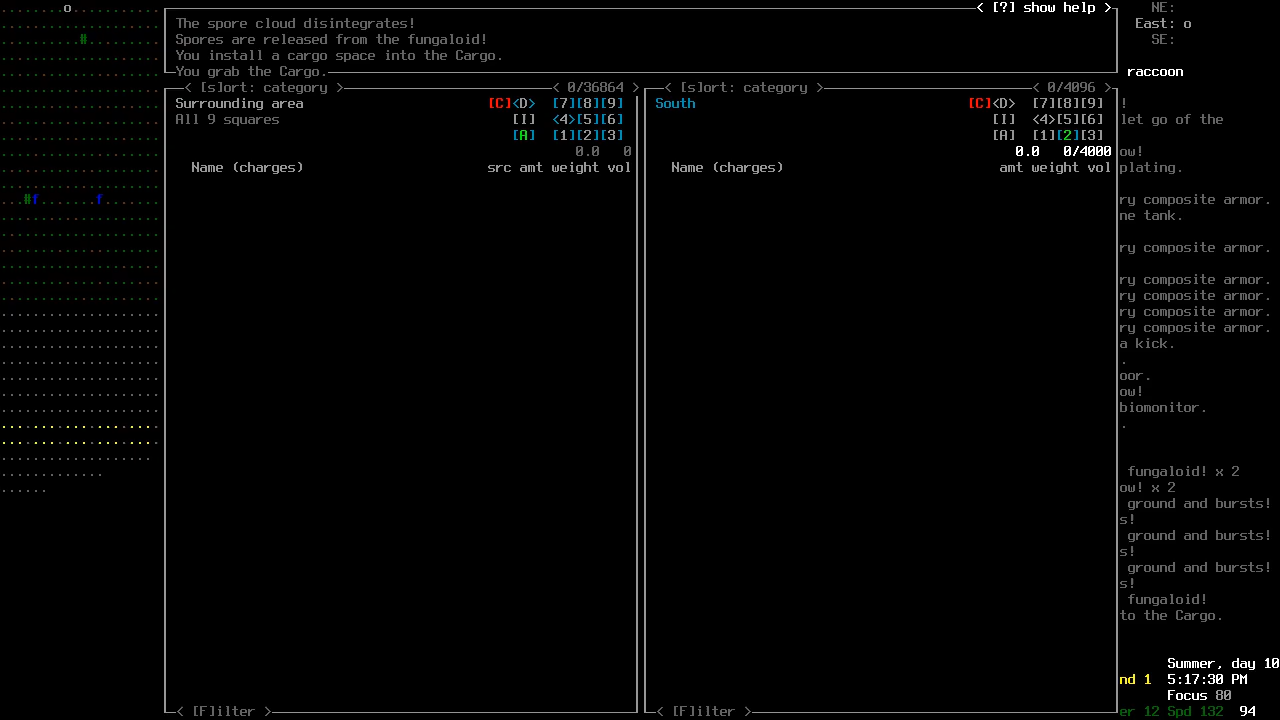 o < [?] show help > NE:
The spore cloud disintegrates! East: o
# Spores are released from the fungaloid! SE:
You install a cargo space into the Cargo.
You grab the Cargo. raccoon
< [s]ort: category > < 0/36864 > < [s]ort: category > < 0/4096 >
Surrounding area [C]<D> [7][8][9] South [C]<D> [7][8][9] !
All 9 squares [I] <4>[5][6] [I] <4>[5][6] let go of the
[A] [1][2][3] [A] [1][2][3]
0.0 0 0.0 0/4000 ow!
Name (charges) src amt weight vol Name (charges) amt weight vol plating.
#f f ry composite armor.
ne tank.
ry composite armor.
ry composite armor.
ry composite armor.
ry composite armor.
ry composite armor.
a kick.
.
oor.
ow!
biomonitor.
.
fungaloid! x 2
ow! x 2
ground and bursts!
s!
ground and bursts!
s!
ground and bursts!
s!
fungaloid!
to the Cargo.
Summer, day 10
nd 1 5:17:30 PM
Focus 80
< [F]ilter > < [F]ilter > er 12 Spd 132 94